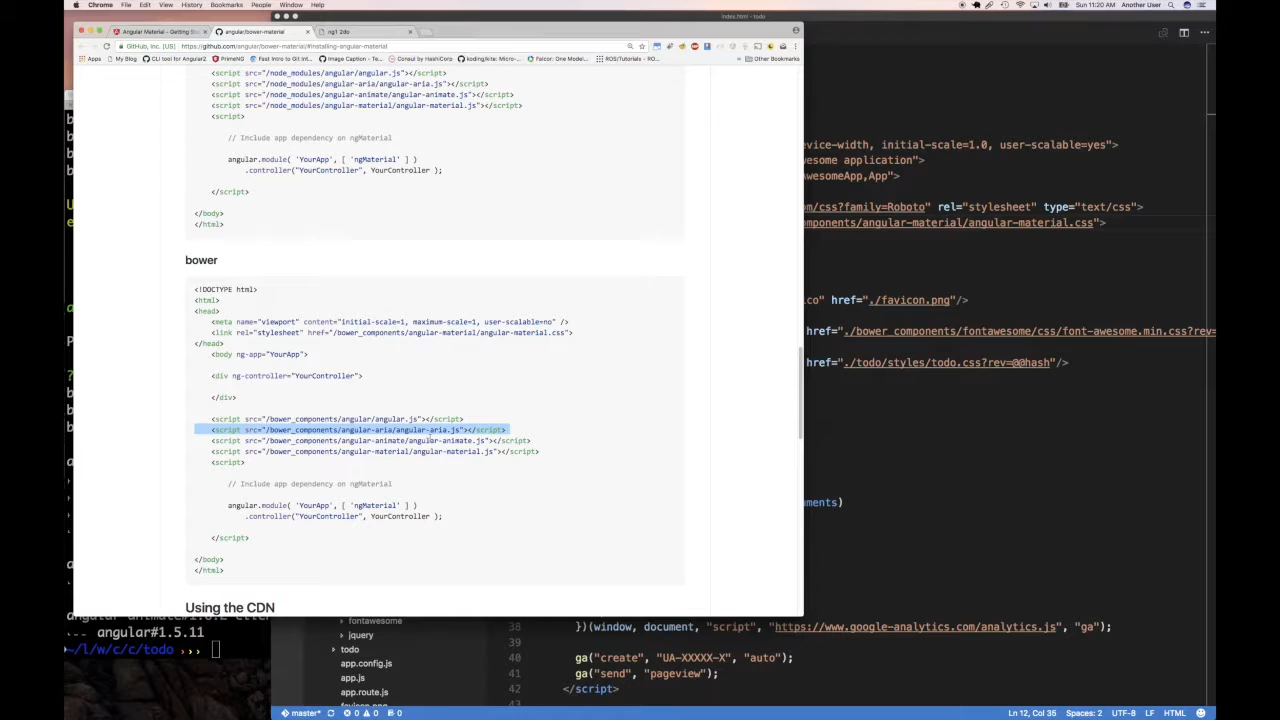 Chrome File Edit View History Bookmarks People Window Help
Sun 11:20 AM Another User
index.html - todo
Angular Material - Getting St
angular/bower-material
ng1 2do
GitHub, Inc. [US] https://github.com/angular/bower-material/#installing-angular-material
Apps My Blog CLI tool for Angular2 PrimeNG Fast Intro to Git Int... Image Caption - Te... Consul by HashiCorp koding/kite: Micro-... Falcor: One Model... ROS/Tutorials - RO... » Other Bookmarks
<script src="/node_modules/angular/angular.js"></script>
<script src="/node_modules/angular-aria/angular-aria.js"></script>
<script src="/node_modules/angular-animate/angular-animate.js"></script>
<script src="/node_modules/angular-material/angular-material.js"></script>
<script>
// Include app dependency on ngMaterial
angular.module( 'YourApp', [ 'ngMaterial' ] )
.controller("YourController", YourController );
</script>
</body>
</html>
bower
<!DOCTYPE html>
<html>
<head>
<meta name="viewport" content="initial-scale=1, maximum-scale=1, user-scalable=no" />
<link rel="stylesheet" href="/bower_components/angular-material/angular-material.css">
</head>
<body ng-app="YourApp">
<div ng-controller="YourController">
</div>
<script src="/bower_components/angular/angular.js"></script>
<script src="/bower_components/angular-aria/angular-aria.js"></script>
<script src="/bower_components/angular-animate/angular-animate.js"></script>
<script src="/bower_components/angular-material/angular-material.js"></script>
<script>
// Include app dependency on ngMaterial
angular.module( 'YourApp', [ 'ngMaterial' ] )
.controller("YourController", YourController );
</script>
</body>
</html>
Using the CDN
evice-width, initial-scale=1.0, user-scalable=yes">
wesome application">
AwesomeApp,App">
om/css?family=Roboto" rel="stylesheet" type="text/css">
mponents/angular-material/angular-material.css">
co" href="./favicon.png"/>
href="./bower_components/fontawesome/css/font-awesome.min.css?rev=
href="./todo/styles/todo.css?rev=@@hash"/>
ments)
angular#1.5.11
~/l/w/c/c/todo ›››
fontawesome
jquery
todo
app.config.js
app.js
app.route.js
38 })(window, document, "script", "https://www.google-analytics.com/analytics.js", "ga");
39
40 ga("create", "UA-XXXXX-X", "auto");
41 ga("send", "pageview");
42 </script>
master* 0 0 0 Ln 12, Col 35 Spaces: 2 UTF-8 LF HTML